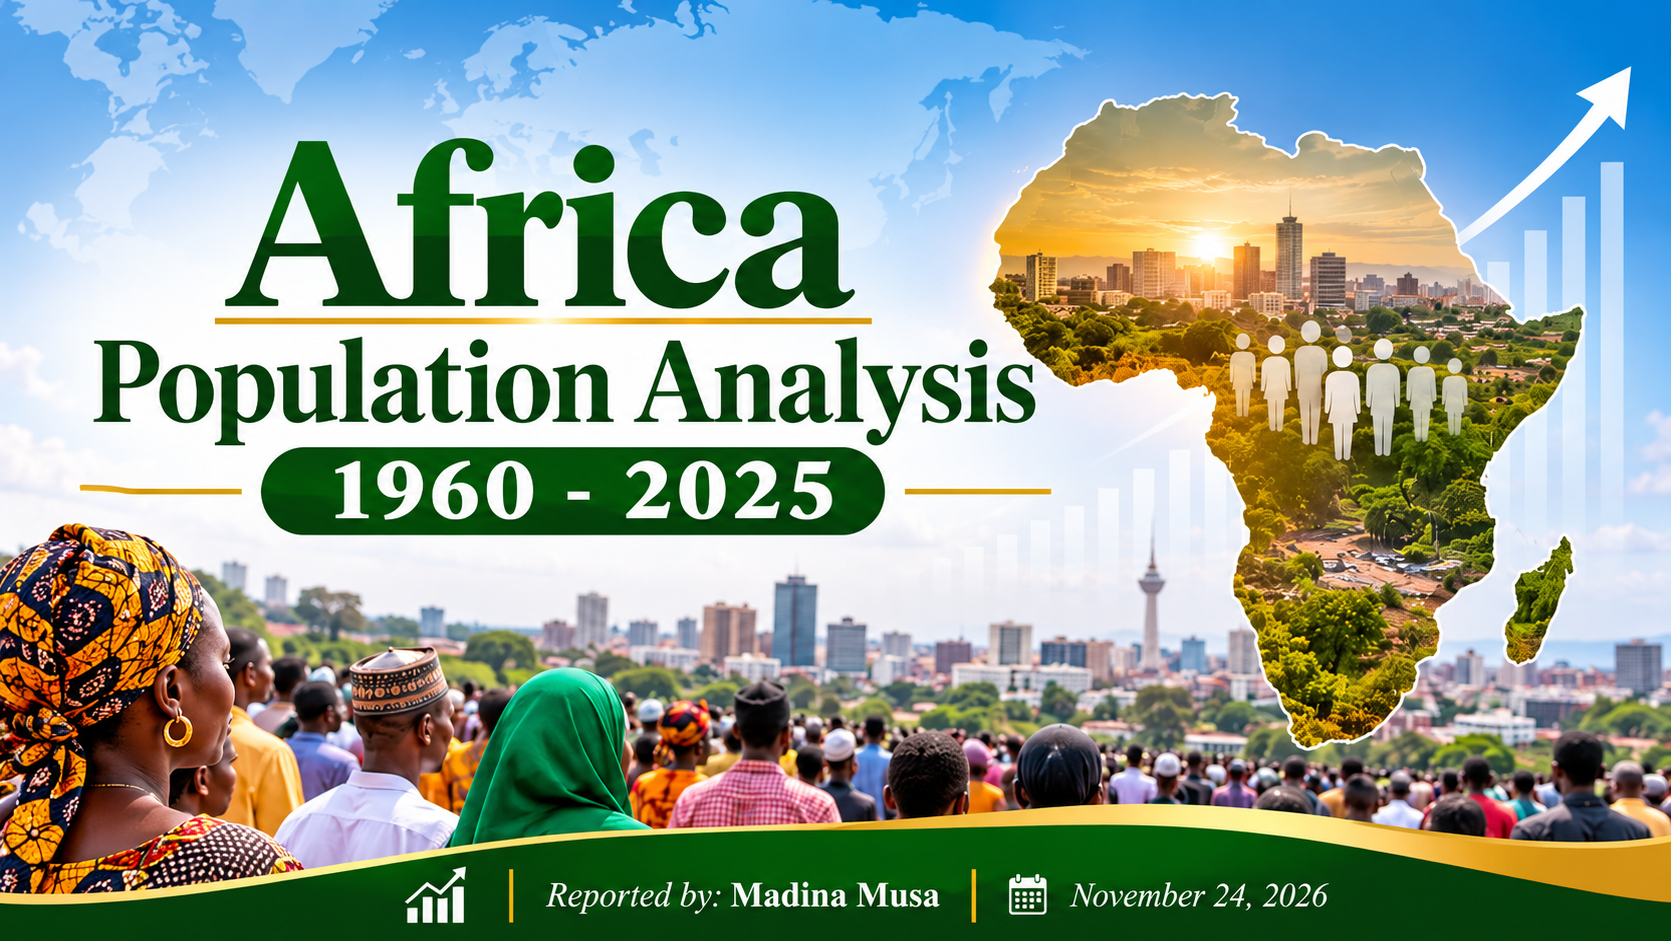 Africa
Population Analysis
1960 - 2025
Reported by: Madina Musa
November 24, 2026